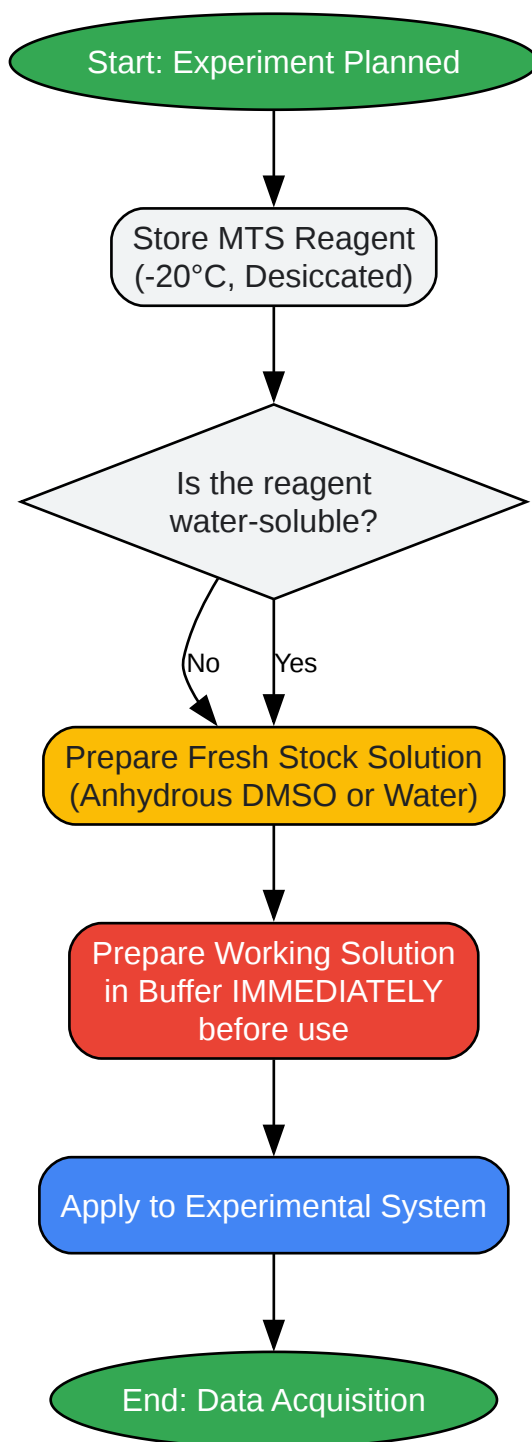 Start: Experiment Planned
Store MTS Reagent
(-20°C, Desiccated)
Is the reagent
water-soluble?
No
Yes
Prepare Fresh Stock Solution
(Anhydrous DMSO or Water)
Prepare Working Solution
in Buffer IMMEDIATELY
before use
Apply to Experimental System
End: Data Acquisition